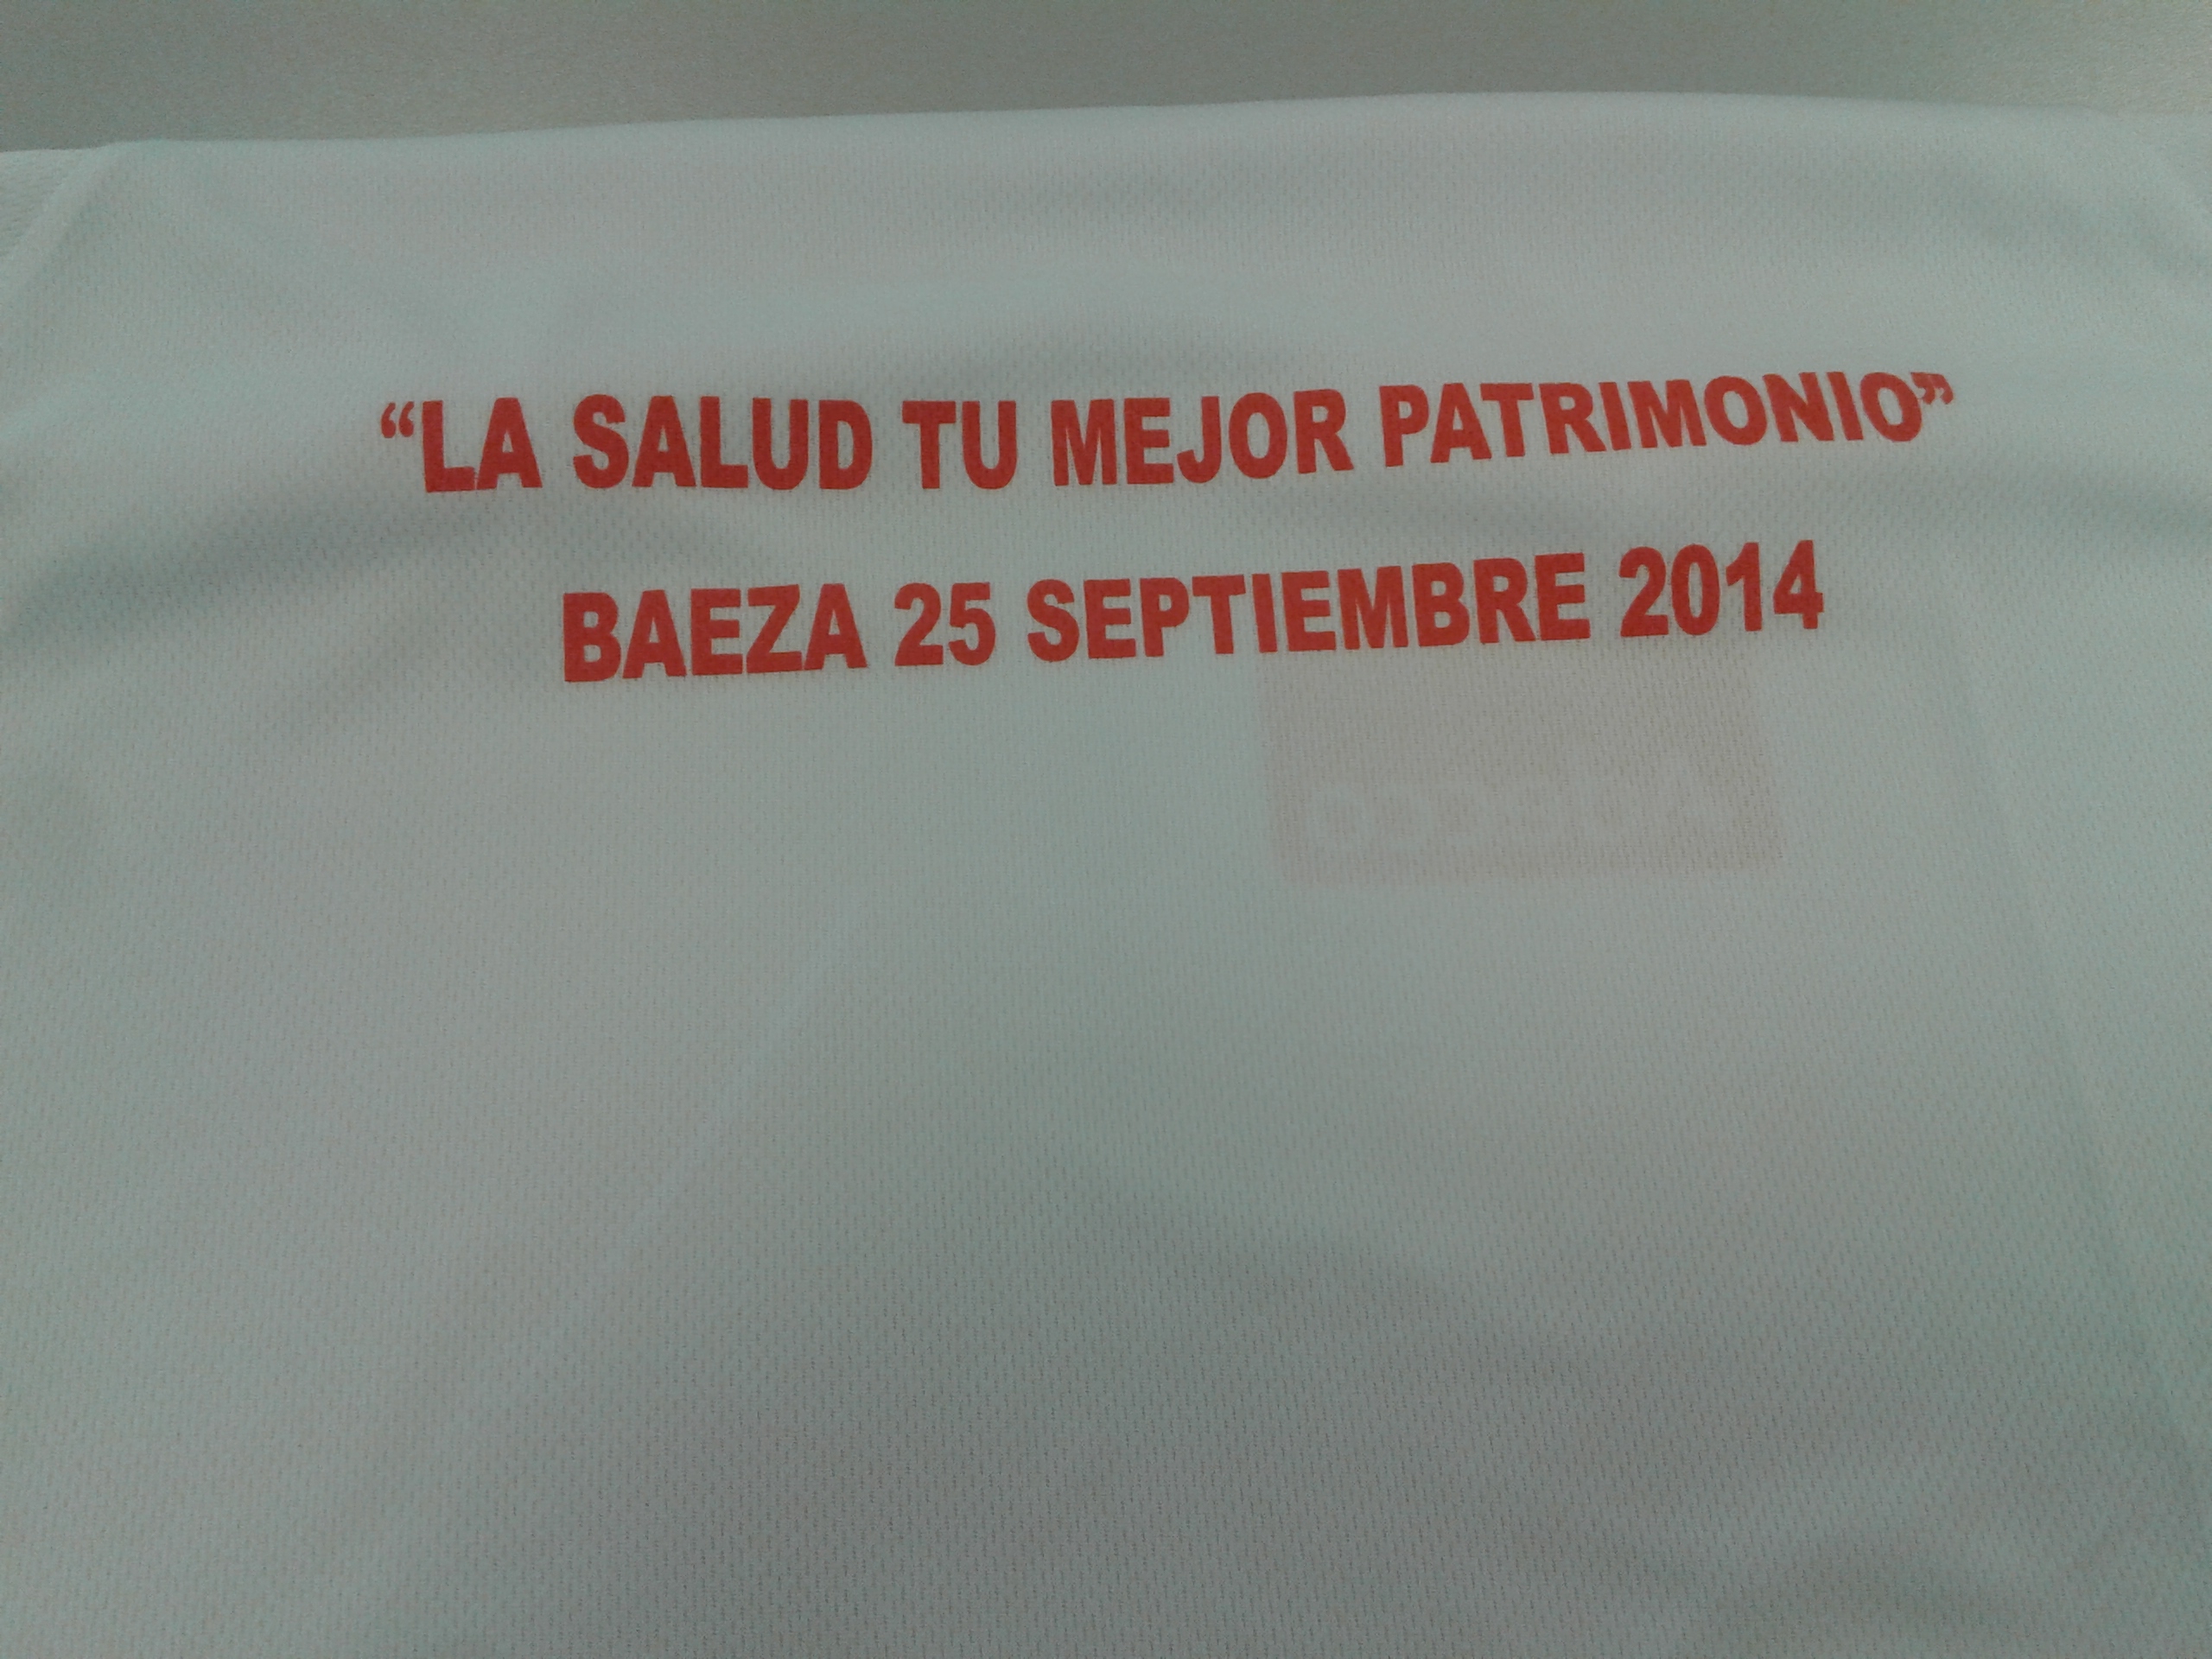 “LA SALUD TU MEJOR PATRIMONIO”
BAEZA 25 SEPTIEMBRE 2014